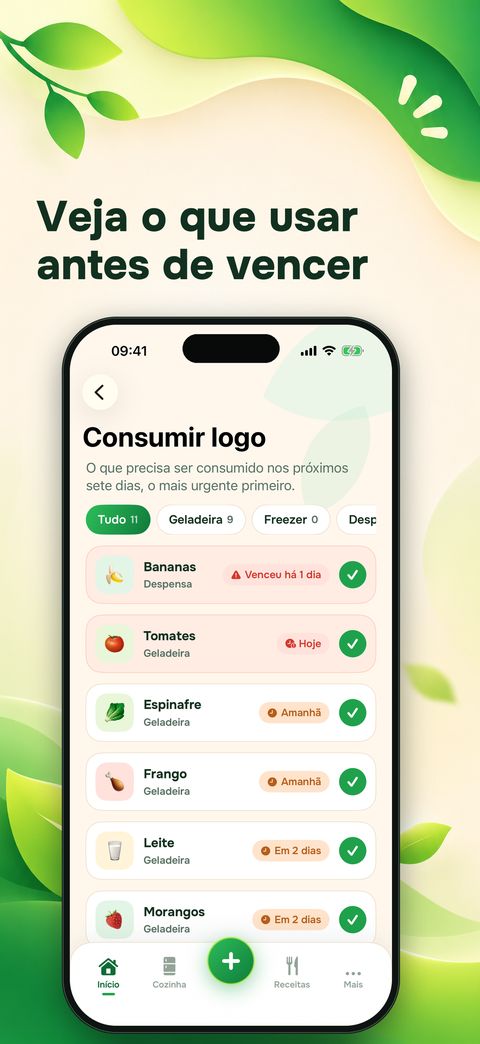 Veja o que usar
antes de vencer
09:41
Consumir logo
O que precisa ser consumido nos próximos
sete dias, o mais urgente primeiro.
Tudo 11 Geladeira 9 Freezer 0 Desp
Bananas
Despensa
Venceu há 1 dia
Tomates
Geladeira
Hoje
Espinafre
Geladeira
Amanhã
Frango
Geladeira
Amanhã
Leite
Geladeira
Em 2 dias
Morangos
Geladeira
Em 2 dias
Início Cozinha Receitas Mais